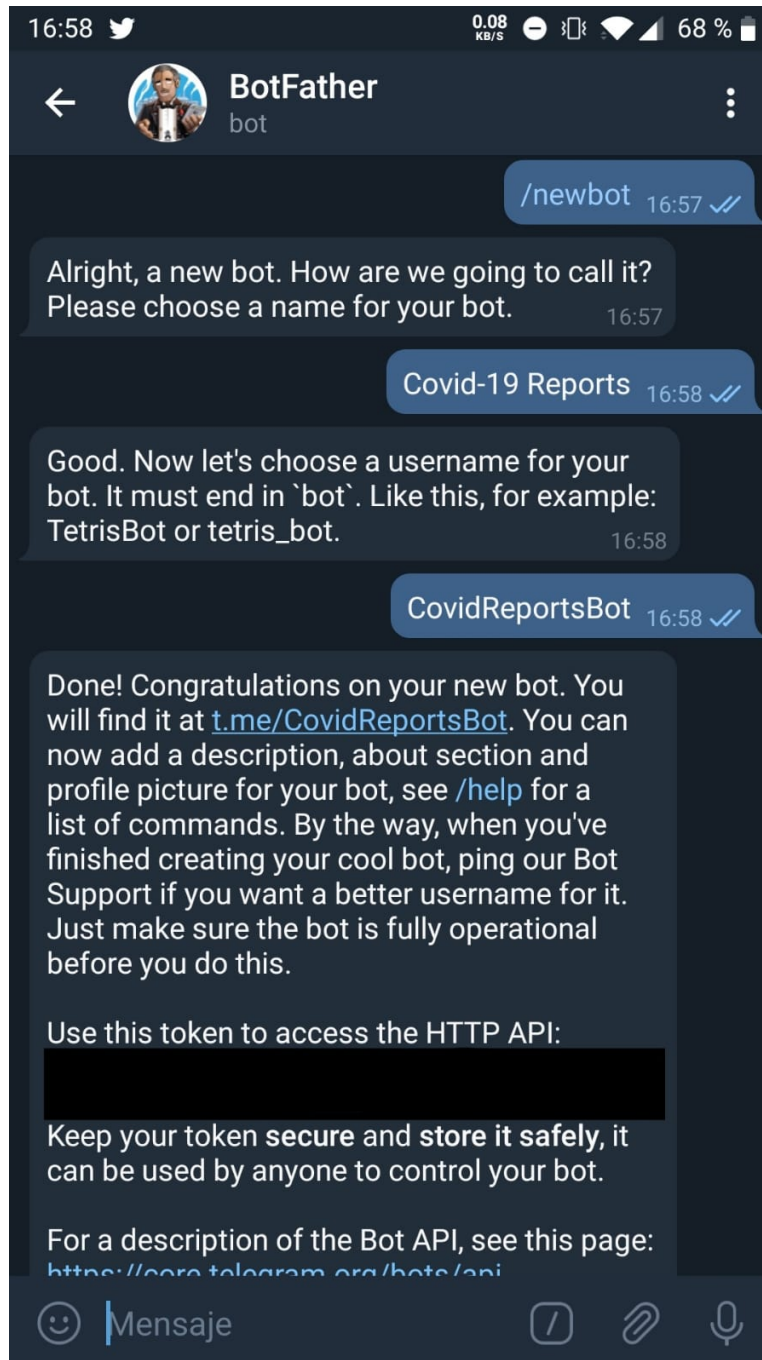 16:58
0.08
KB/S
68 %
BotFather
bot
/newbot 16:57
Alright, a new bot. How are we going to call it?
Please choose a name for your bot. 16:57
Covid-19 Reports 16:58
Good. Now let's choose a username for your
bot. It must end in `bot`. Like this, for example:
TetrisBot or tetris_bot. 16:58
CovidReportsBot 16:58
Done! Congratulations on your new bot. You
will find it at t.me/CovidReportsBot. You can
now add a description, about section and
profile picture for your bot, see /help for a
list of commands. By the way, when you've
finished creating your cool bot, ping our Bot
Support if you want a better username for it.
Just make sure the bot is fully operational
before you do this.
Use this token to access the HTTP API:
Keep your token secure and store it safely, it
can be used by anyone to control your bot.
For a description of the Bot API, see this page:
https://core.telegram.org/bots/api
Mensaje